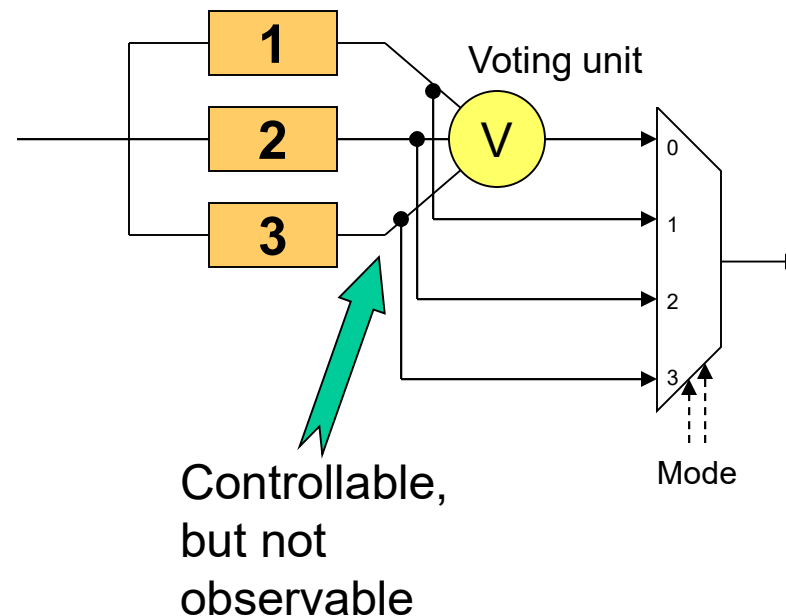 1
Voting unit
2
V
0
3
1
2
3
Mode
Controllable,
but not
observable